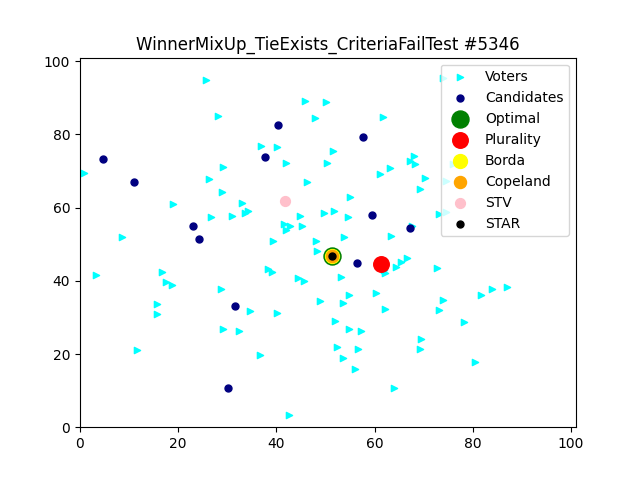 WinnerMixUp_TieExists_CriteriaFailTest #5346
100
80
60
40
20
0
0
20
40
60
80
100
Voters
Candidates
Optimal
Plurality
Borda
Copeland
STV
STAR